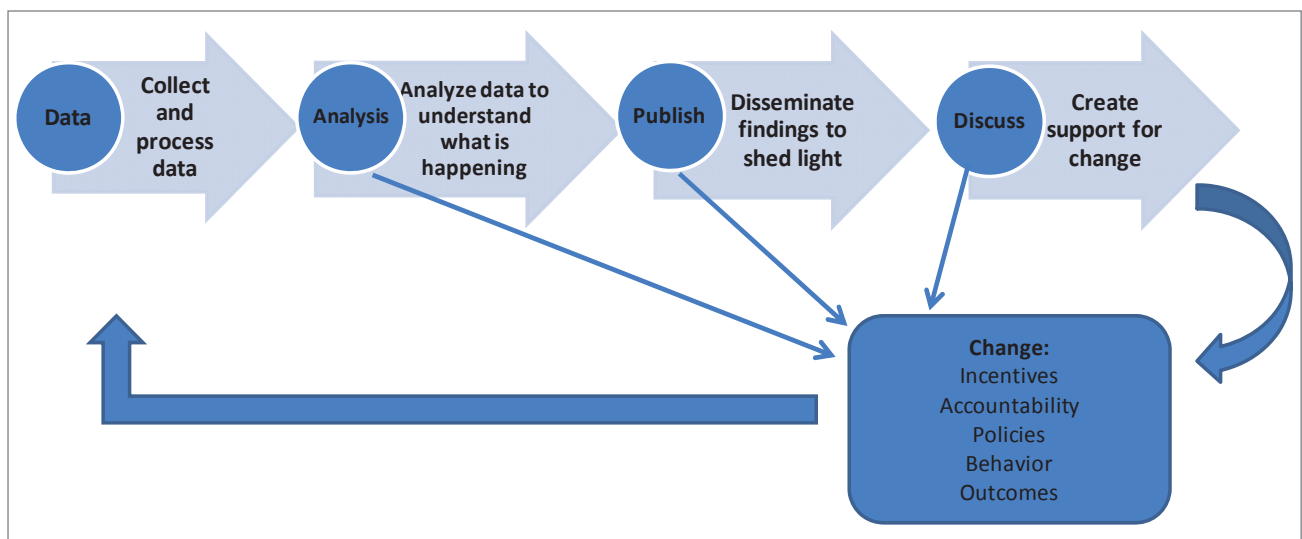 Data
Collect
and
process
data
Analysis
Analyze data to
understand
what is
happening
Publish
Disseminate
findings to
shed light
Discuss
Create
support for
change
Change:
Incentives
Accountability
Policies
Behavior
Outcomes